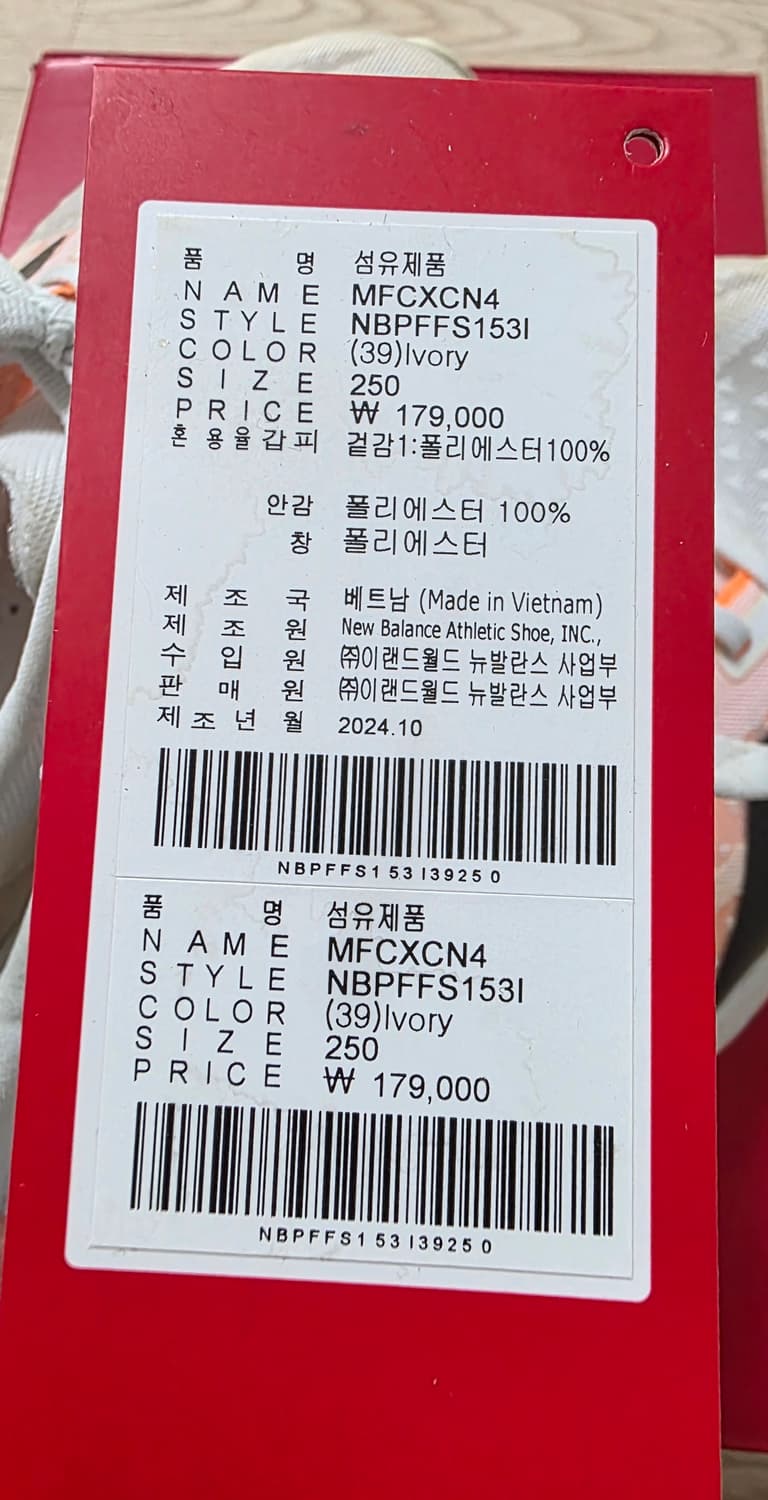 품 명 섬유제품
NAME MFCXCN4
STYLE NBPFFS153I
COLOR (39)Ivory
SIZE 250
PRICE ₩ 179,000
혼용율갑피 겉감1:폴리에스터100%
안감 폴리에스터 100%
창 폴리에스터
제조국 베트남 (Made in Vietnam)
제조원 New Balance Athletic Shoe, INC.,
수입원 ㈜이랜드월드 뉴발란스 사업부
판매원 ㈜이랜드월드 뉴발란스 사업부
제조년월 2024.10
NBPFFS153I39250
품 명 섬유제품
NAME MFCXCN4
STYLE NBPFFS153I
COLOR (39)Ivory
SIZE 250
PRICE ₩ 179,000
NBPFFS153I39250